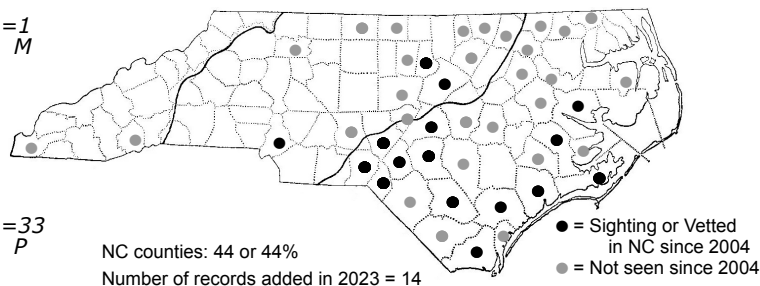 =1
M
=33
P
NC counties: 44 or 44%
Number of records added in 2023 = 14
= Sighting or Vetted
in NC since 2004
= Not seen since 2004